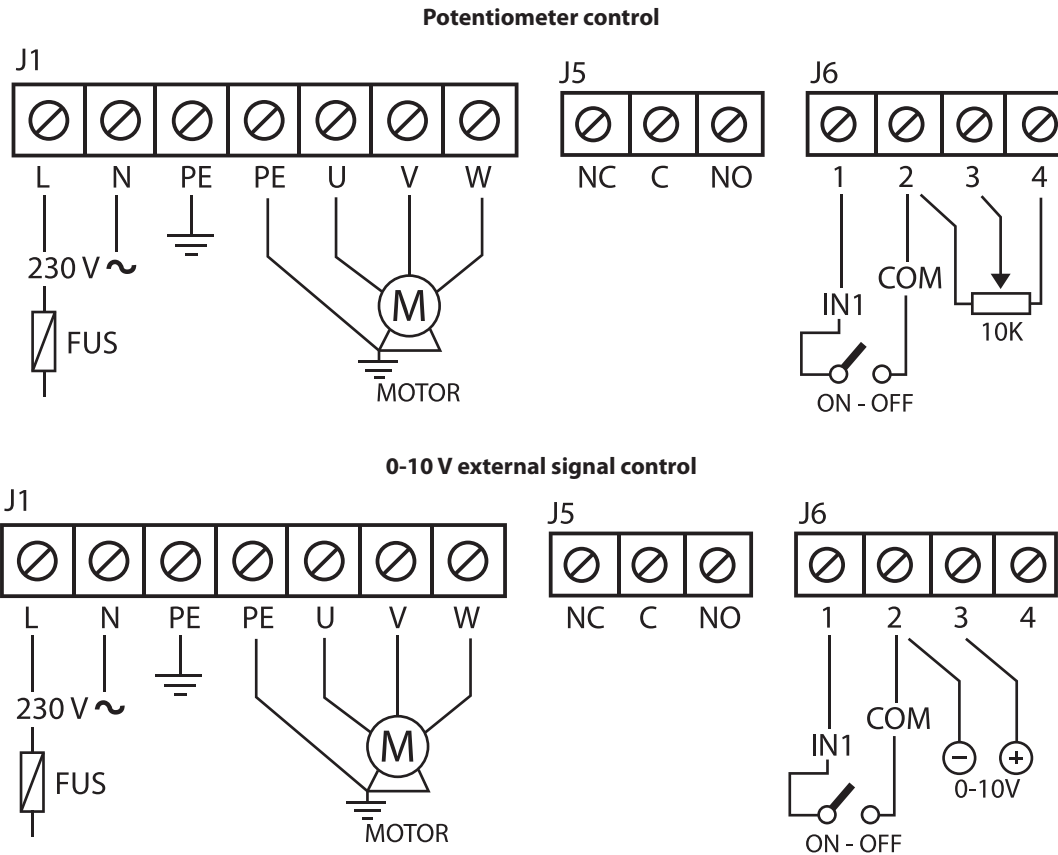 Potentiometer control
J1 J5 J6
L N PE PE U V W NC C NO 1 2 3 4
230 V ~ COM
IN1
M
FUS 10K
MOTOR ON - OFF
0-10 V external signal control
J1 J5 J6
L N PE PE U V W NC C NO 1 2 3 4
230 V ~ COM
IN1
M − +
FUS 0-10V
MOTOR ON - OFF